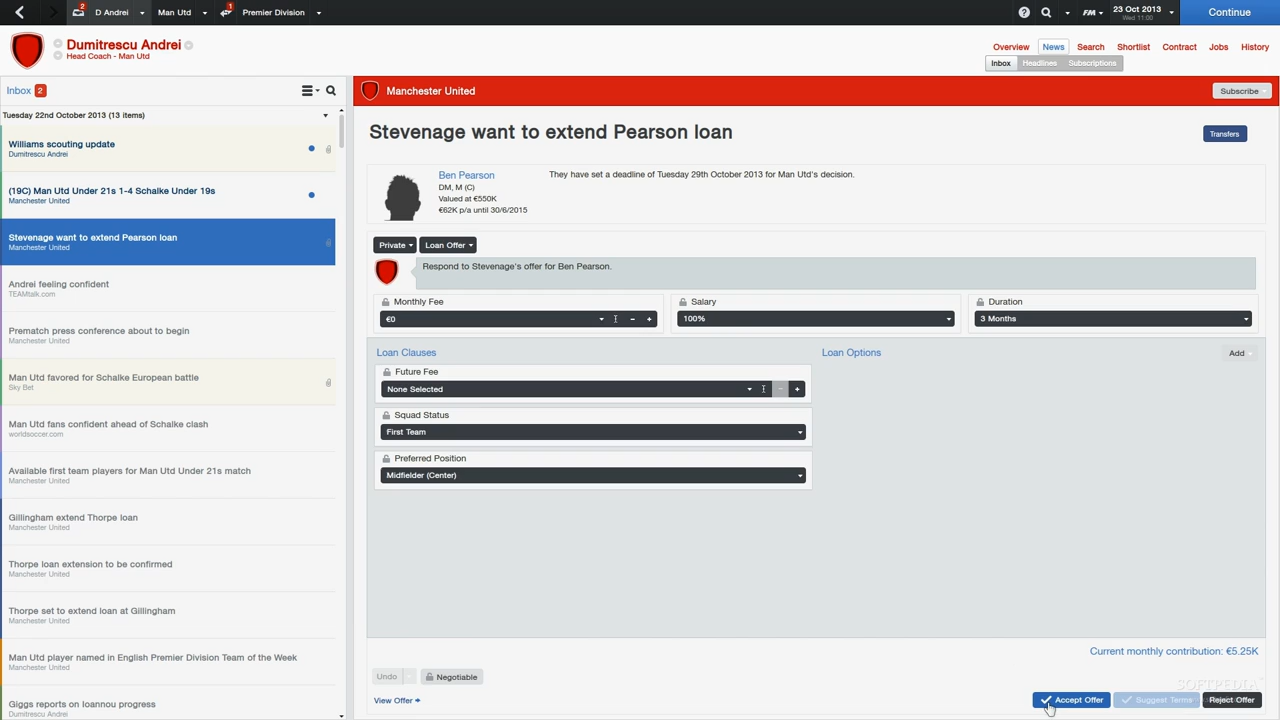 2
D Andrei
Man Utd
1
Premier Division
FM
23 Oct 2013
Wed 11:00
Continue
Dumitrescu Andrei
Head Coach - Man Utd
Overview
News
Search
Shortlist
Contract
Jobs
History
Inbox
Headlines
Subscriptions
Inbox 2
Tuesday 22nd October 2013 (13 items)
Williams scouting update
Dumitrescu Andrei
(19C) Man Utd Under 21s 1-4 Schalke Under 19s
Manchester United
Stevenage want to extend Pearson loan
Manchester United
Andrei feeling confident
TEAMtalk.com
Prematch press conference about to begin
Manchester United
Man Utd favored for Schalke European battle
Sky Bet
Man Utd fans confident ahead of Schalke clash
worldsoccer.com
Available first team players for Man Utd Under 21s match
Manchester United
Gillingham extend Thorpe loan
Manchester United
Thorpe loan extension to be confirmed
Manchester United
Thorpe set to extend loan at Gillingham
Manchester United
Man Utd player named in English Premier Division Team of the Week
Manchester United
Giggs reports on Ioannou progress
Dumitrescu Andrei
Manchester United
Subscribe
Stevenage want to extend Pearson loan
Transfers
Ben Pearson
DM, M (C)
Valued at €550K
€62K p/a until 30/6/2015
They have set a deadline of Tuesday 29th October 2013 for Man Utd's decision.
Private
Loan Offer
Respond to Stevenage's offer for Ben Pearson.
Monthly Fee
€0
Salary
100%
Duration
3 Months
Loan Clauses
Loan Options
Add
Future Fee
None Selected
Squad Status
First Team
Preferred Position
Midfielder (Center)
Current monthly contribution: €5.25K
Undo
Negotiable
SOFTPEDIA
View Offer
Accept Offer
Suggest Terms
Reject Offer